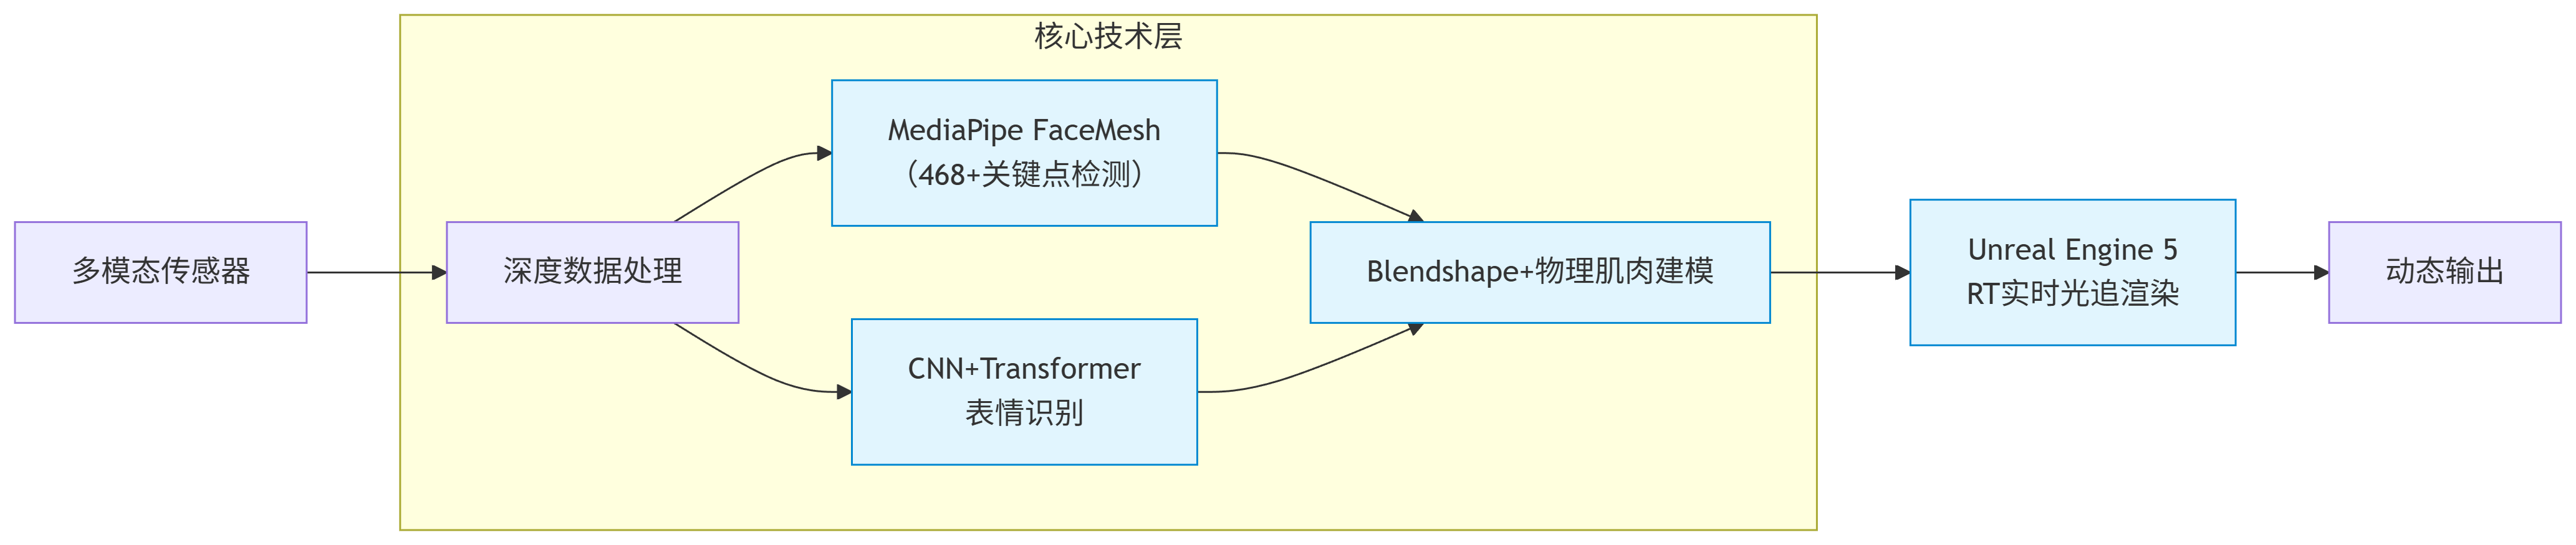 核心技术层
多模态传感器
深度数据处理
MediaPipe FaceMesh
（468+关键点检测）
CNN+Transformer
表情识别
Blendshape+物理肌肉建模
Unreal Engine 5
RT实时光追渲染
动态输出